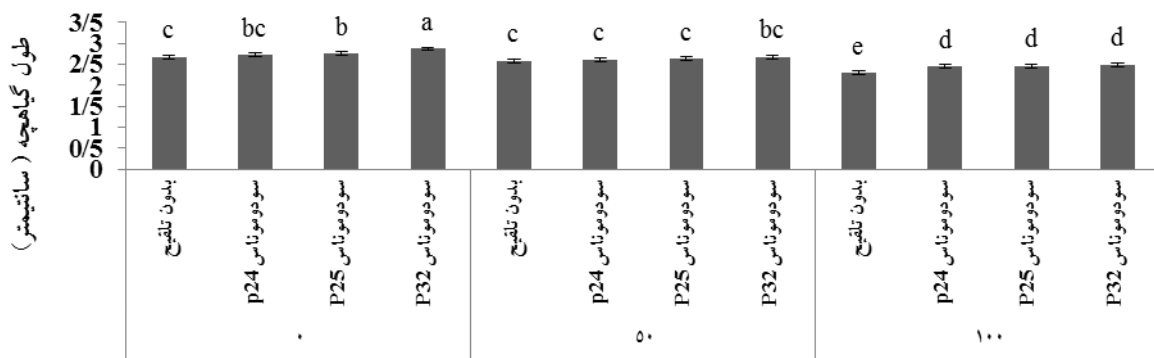 طول گیاهچه (سانتیمتر)
3/5
3
2/5
2
1/5
1
0/5
0
c
bc
b
a
c
c
c
bc
e
d
d
d
بدون تلقیح
سودوموناس p24
سودوموناس P25
سودوموناس P32
بدون تلقیح
سودوموناس p24
سودوموناس P25
سودوموناس P32
بدون تلقیح
سودوموناس p24
سودوموناس P25
سودوموناس P32
۰
۵۰
۱۰۰